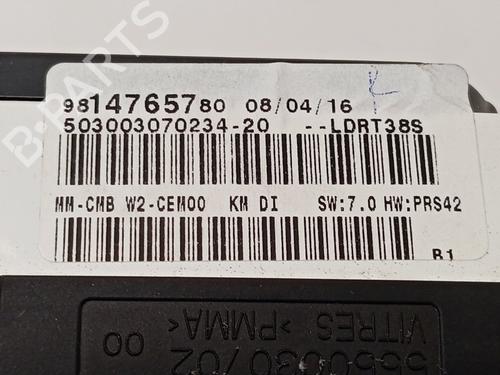 9814765780 08/04/16
503003070234-20 --LDRT38S
MM-CMB W2-CEM00 KM DI SW:7.0 HW:PRS42
B1
VITRES >PMMA<
00
B-PARTS